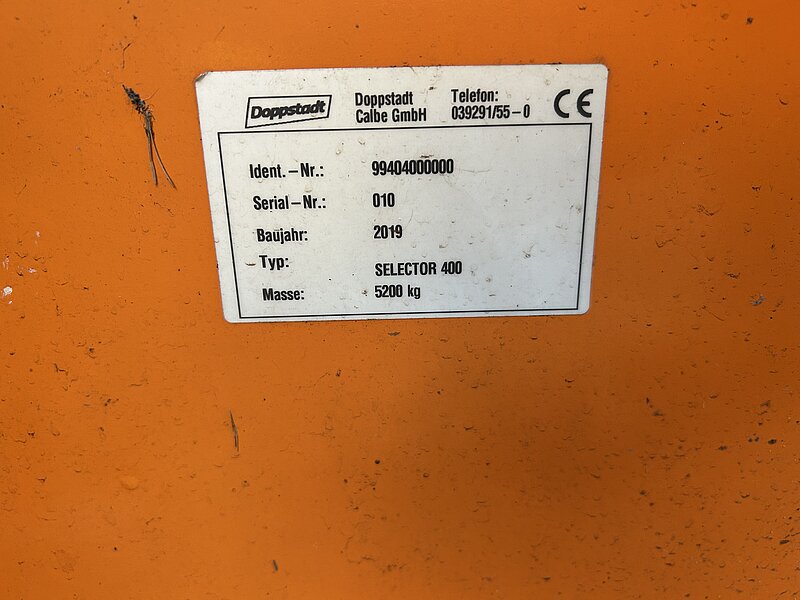 Doppstadt
Doppstadt
Calbe GmbH
Telefon:
039291/55-0
CE
Ident.-Nr.: 99404000000
Serial-Nr.: 010
Baujahr: 2019
Typ: SELECTOR 400
Masse: 5200 kg